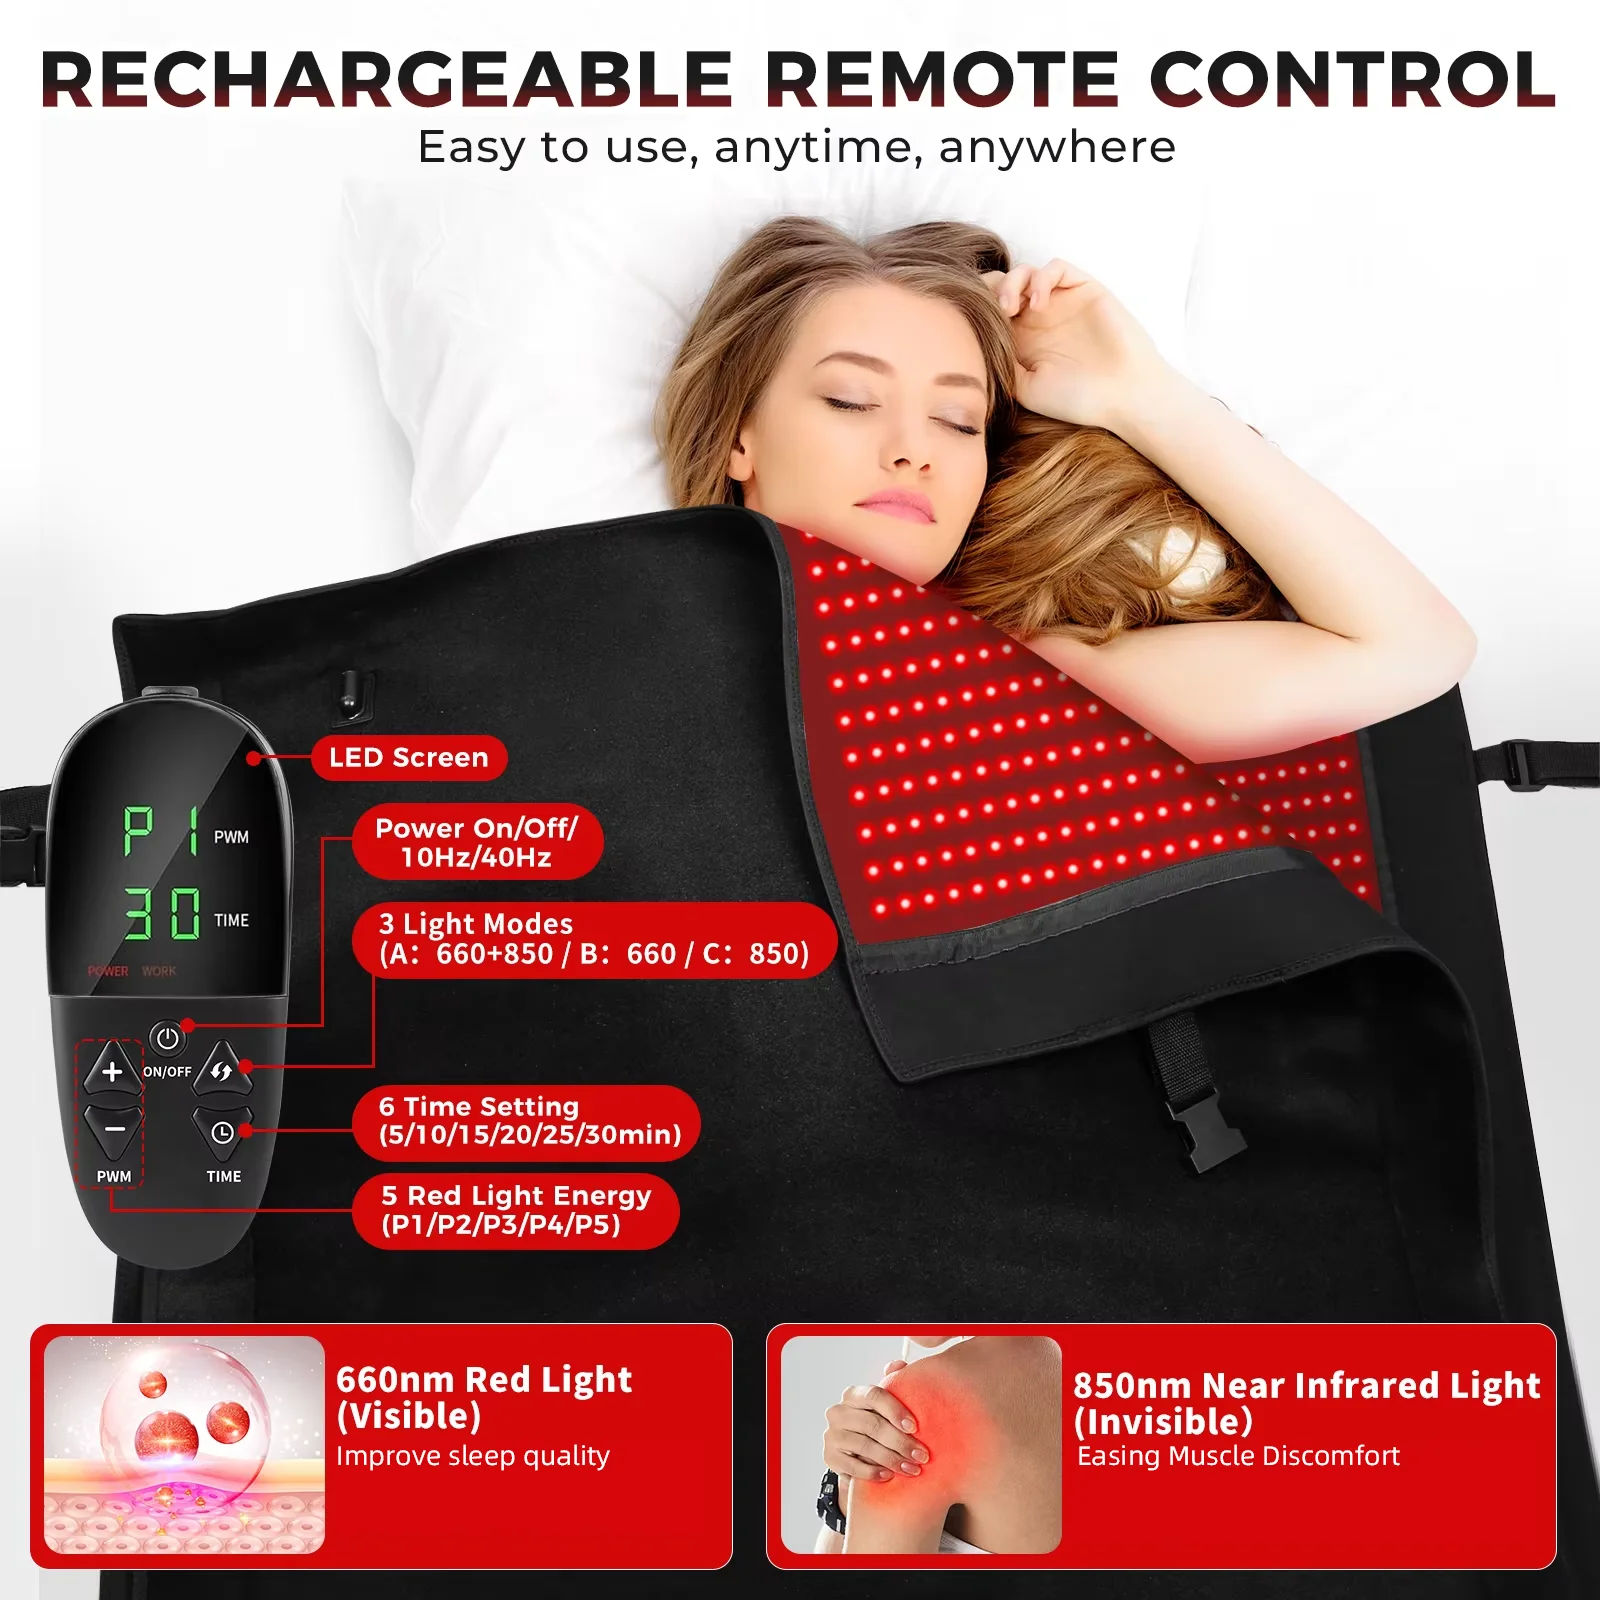 RECHARGEABLE REMOTE CONTROL
Easy to use, anytime, anywhere
LED Screen
P1 PWM
30 TIME
POWER WORK
Power On/Off/
10Hz/40Hz
3 Light Modes
(A: 660+850 / B: 660 / C: 850)
ON/OFF
6 Time Setting
(5/10/15/20/25/30min)
PWM
TIME
5 Red Light Energy
(P1/P2/P3/P4/P5)
660nm Red Light
(Visible)
Improve sleep quality
850nm Near Infrared Light
(Invisible)
Easing Muscle Discomfort